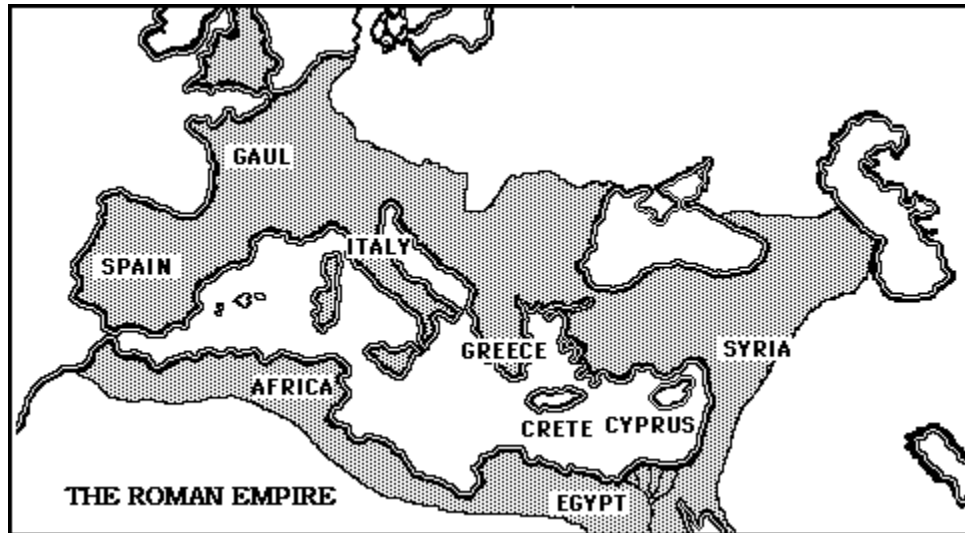 GAUL
ITALY
SPAIN
GREECE
SYRIA
AFRICA
CRETE
CYPRUS
THE ROMAN EMPIRE
EGYPT